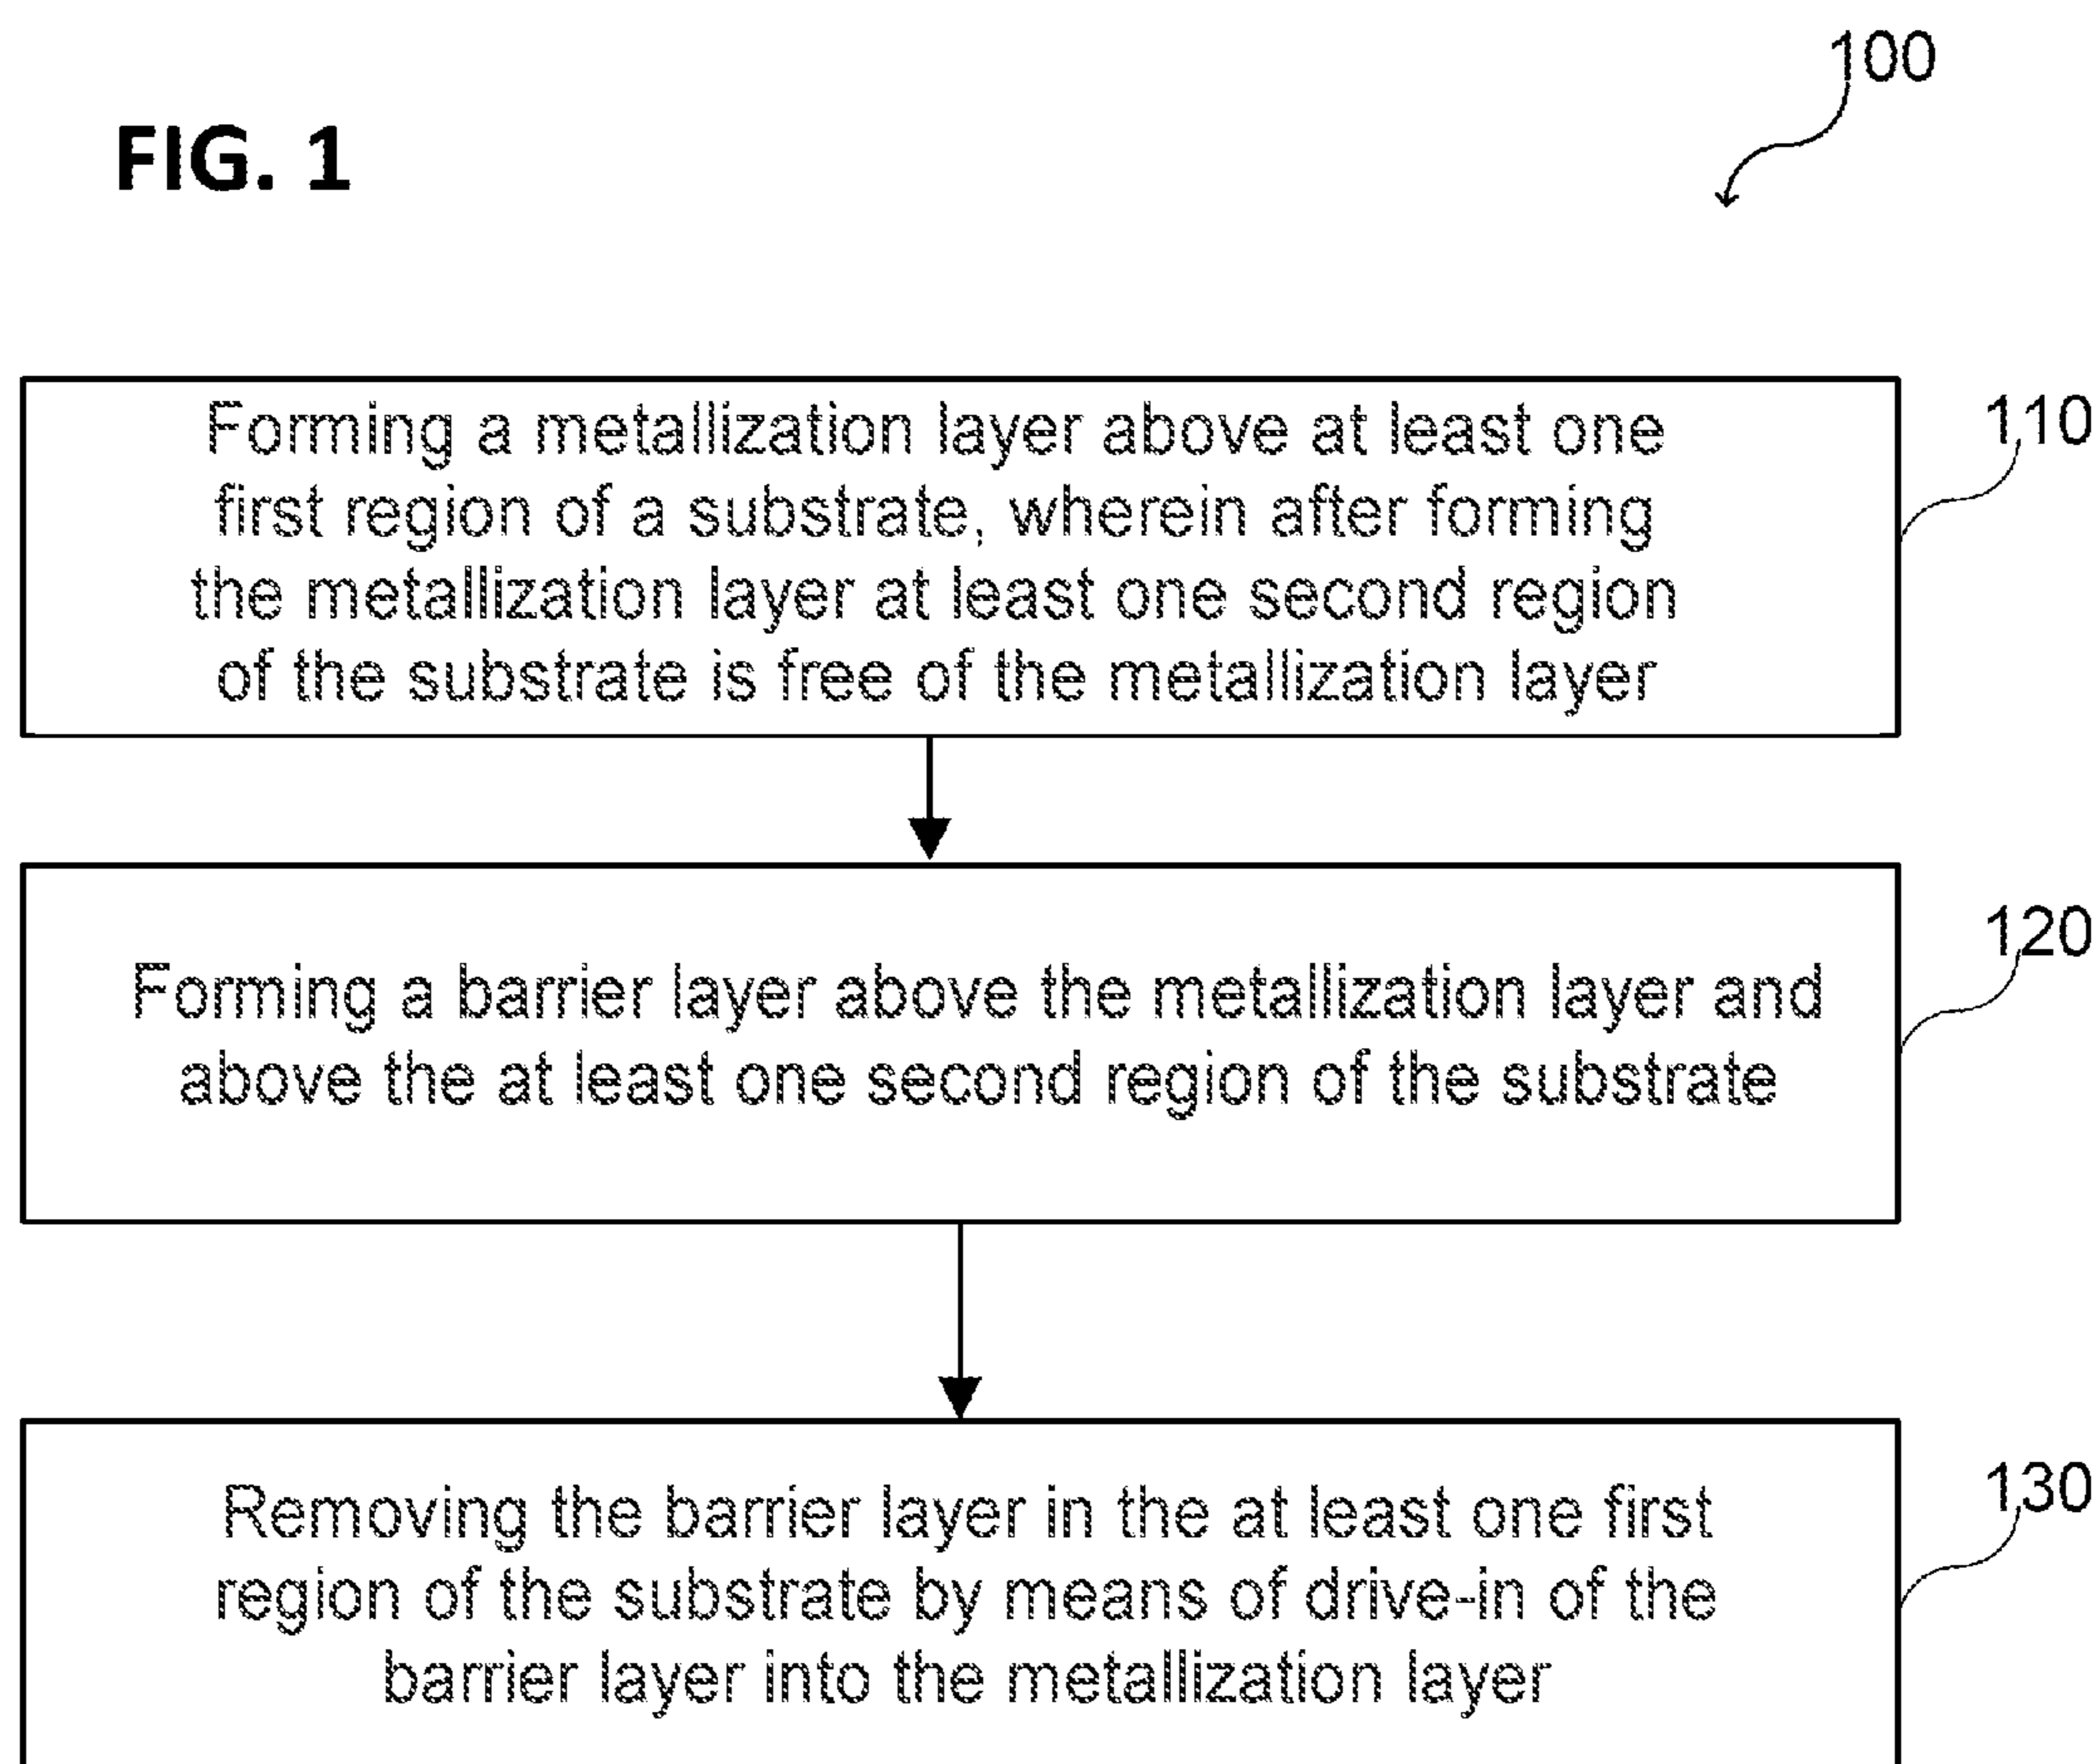 100
FIG. 1
Forming a metallization layer above at least one
first region of a substrate, wherein after forming
the metallization layer at least one second region
of the substrate is free of the metallization layer
110
120
Forming a barrier layer above the metallization layer and
above the at least one second region of the substrate
130
Removing the barrier layer in the at least one first
region of the substrate by means of drive-in of the
barrier layer into the metallization layer